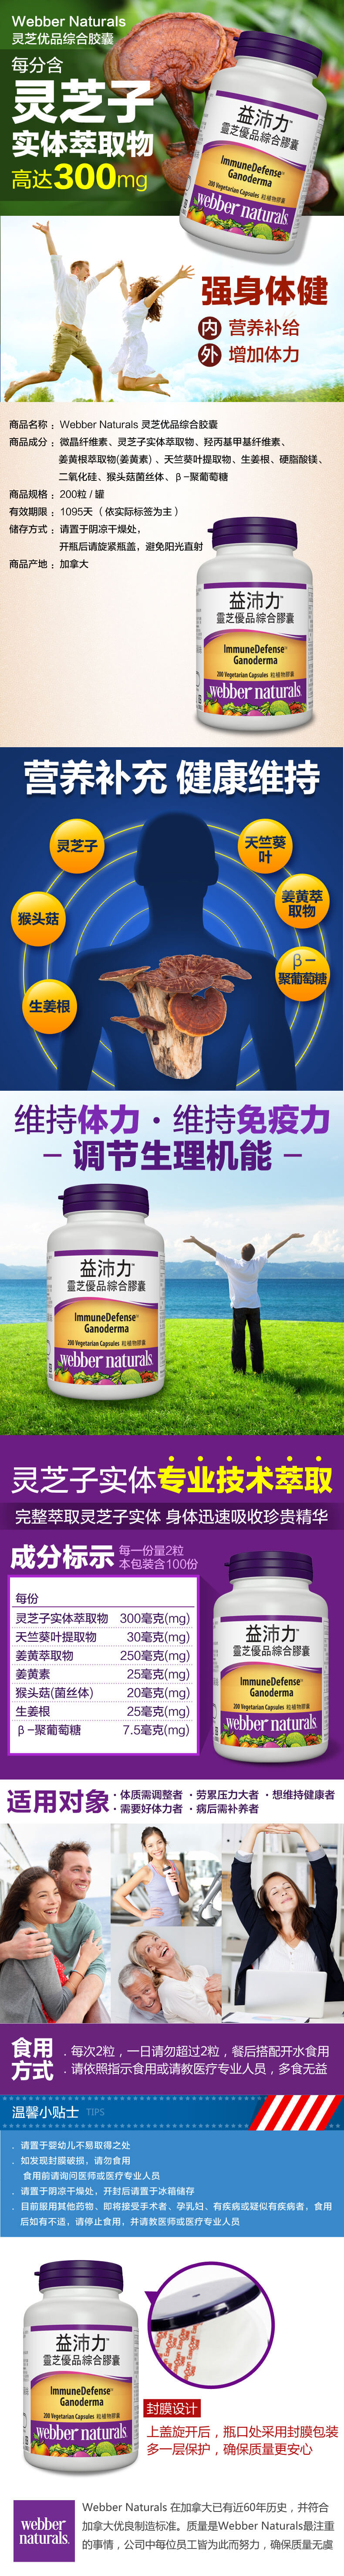 Webber Naturals
灵芝优品综合胶囊
每分含
灵芝子
实体萃取物
高达300mg
益沛力™
靈芝優品綜合膠囊
ImmuneDefense®
Ganoderma
200 Vegetarian Capsules 粒植物膠囊
webber naturals
强身体健
内 营养补给
外 增加体力
商品名称：Webber Naturals 灵芝优品综合胶囊
商品成分：微晶纤维素、灵芝子实体萃取物、羟丙基甲基纤维素、
姜黄根萃取物(姜黄素)、天竺葵叶提取物、生姜根、硬脂酸镁、
二氧化硅、猴头菇菌丝体、β-聚葡萄糖
商品规格：200粒 / 罐
有效期限：1095天（依实际标签为主）
储存方式：请置于阴凉干燥处，
开瓶后请旋紧瓶盖，避免阳光直射
商品产地：加拿大
益沛力™
靈芝優品綜合膠囊
ImmuneDefense®
Ganoderma
200 Vegetarian Capsules 粒植物膠囊
webber naturals
营养补充 健康维持
灵芝子
天竺葵
叶
猴头菇
姜黄萃
取物
β-
聚葡萄糖
生姜根
维持体力·维持免疫力
- 调节生理机能 -
益沛力™
靈芝優品綜合膠囊
ImmuneDefense®
Ganoderma
200 Vegetarian Capsules 粒植物膠囊
webber naturals
灵芝子实体专业技术萃取
完整萃取灵芝子实体 身体迅速吸收珍贵精华
成分标示 每一份量2粒
本包装含100份
每份
灵芝子实体萃取物 300毫克(mg)
天竺葵叶提取物 30毫克(mg)
姜黄萃取物 250毫克(mg)
姜黄素 25毫克(mg)
猴头菇(菌丝体) 20毫克(mg)
生姜根 25毫克(mg)
β-聚葡萄糖 7.5毫克(mg)
益沛力™
靈芝優品綜合膠囊
ImmuneDefense®
Ganoderma
200 Vegetarian Capsules 粒植物膠囊
webber naturals
适用对象
·体质需调整者 ·劳累压力大者 ·想维持健康者
·需要好体力者 ·病后需补养者
食用
方式
. 每次2粒，一日请勿超过2粒，餐后搭配开水食用
. 请依照指示食用或请教医疗专业人员，多食无益
温馨小贴士 TIPS
. 请置于婴幼儿不易取得之处
. 如发现封膜破损，请勿食用
食用前请询问医师或医疗专业人员
. 请置于阴凉干燥处，开封后请置于冰箱储存
. 目前服用其他药物、即将接受手术者、孕乳妇、有疾病或疑似有疾病者，食用
后如有不适，请停止食用，并请教医师或医疗专业人员
益沛力™
靈芝優品綜合膠囊
ImmuneDefense®
Ganoderma
200 Vegetarian Capsules 粒植物膠囊
webber naturals
封膜设计
上盖旋开后，瓶口处采用封膜包装
多一层保护，确保质量更安心
webber
naturals.
Webber Naturals 在加拿大已有近60年历史，并符合
加拿大优良制造标准。质量是Webber Naturals最注重
的事情，公司中每位员工皆为此而努力，确保质量无虞